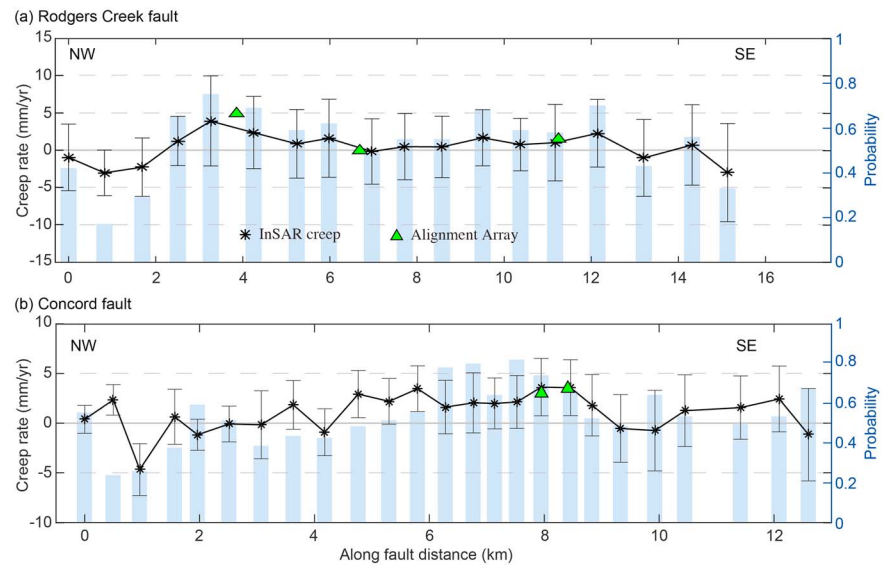 (a) Rodgers Creek fault
15
10
5
0
-5
-10
-15
Creep rate (mm/yr)
NW
SE
1
0.8
0.6
0.4
0.2
0
Probability
InSAR creep
Alignment Array
0 2 4 6 8 10 12 14 16
(b) Concord fault
10
5
0
-5
-10
Creep rate (mm/yr)
NW
SE
1
0.8
0.6
0.4
0.2
0
Probability
0 2 4 6 8 10 12
Along fault distance (km)